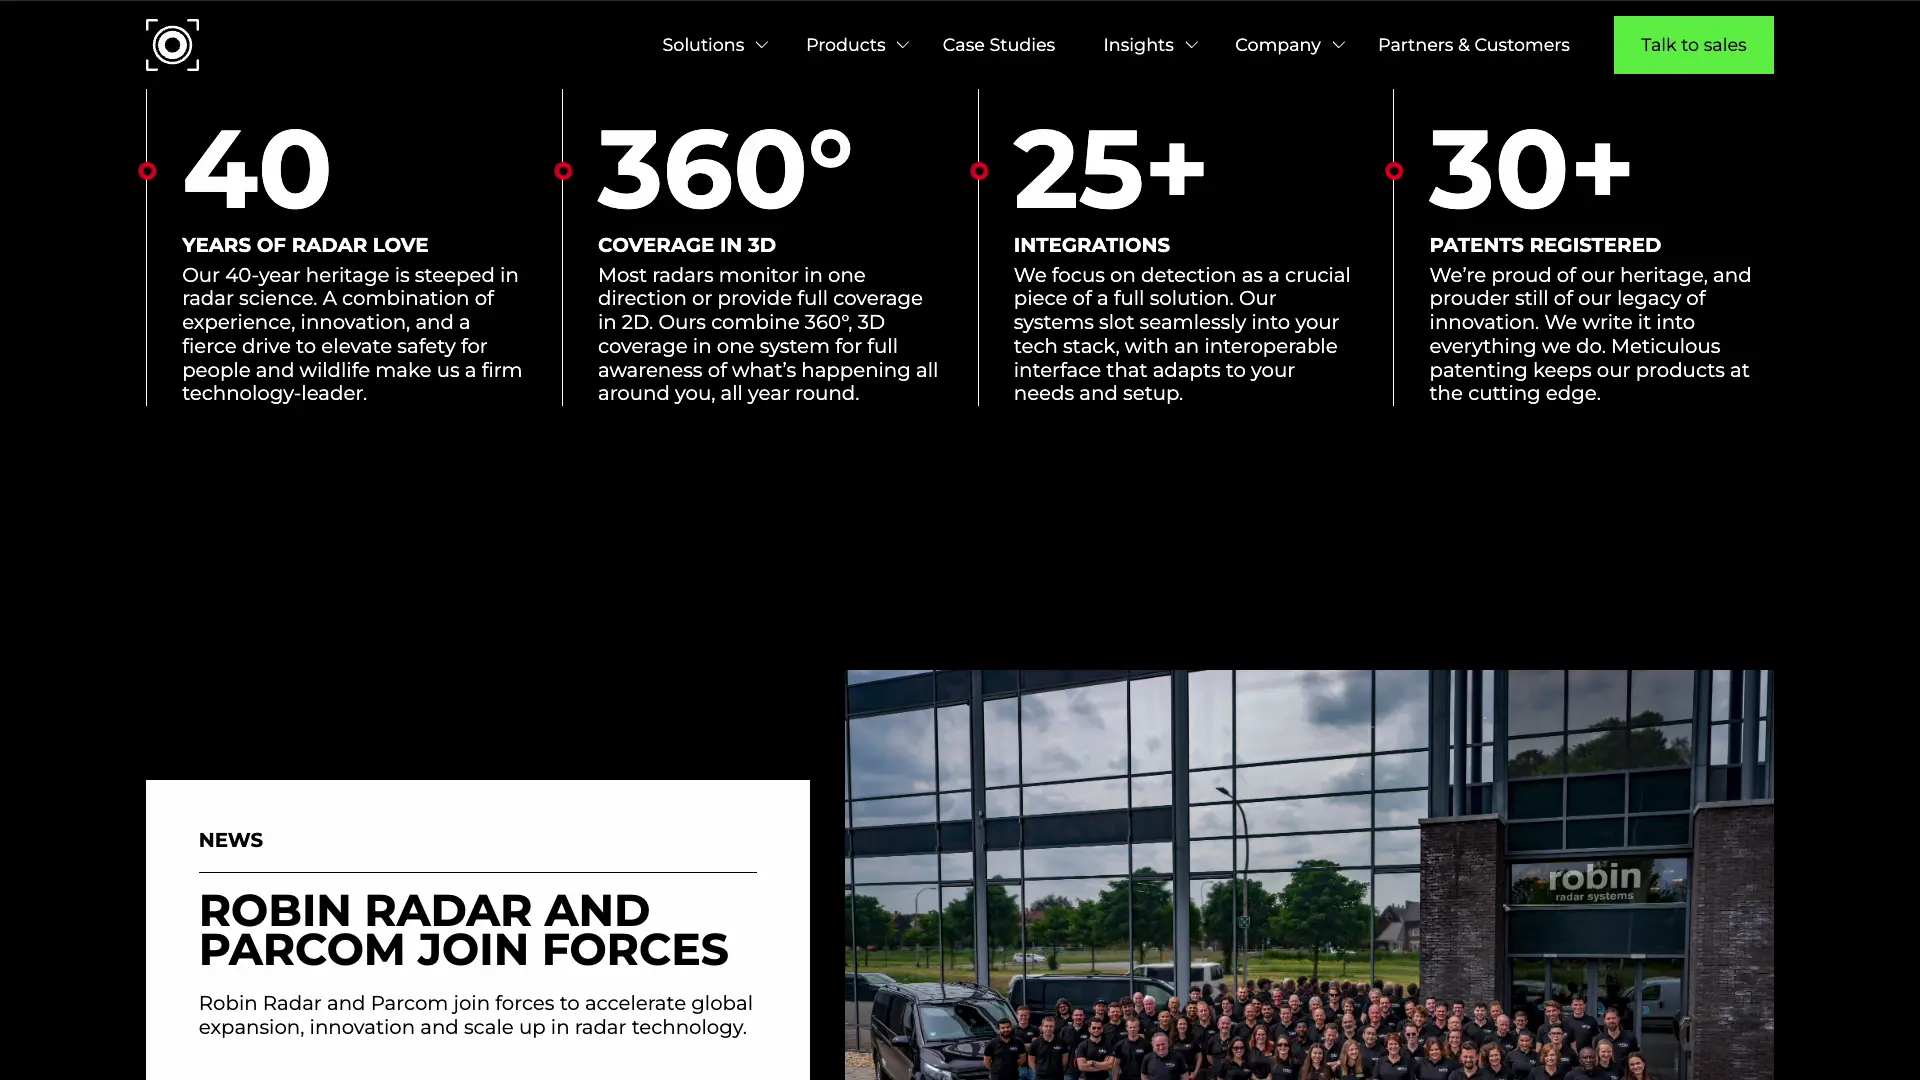 Solutions
Products
Case Studies
Insights
Company
Partners & Customers
Talk to sales
40
YEARS OF RADAR LOVE
Our 40-year heritage is steeped in
radar science. A combination of
experience, innovation, and a
fierce drive to elevate safety for
people and wildlife make us a firm
technology-leader.
360°
COVERAGE IN 3D
Most radars monitor in one
direction or provide full coverage
in 2D. Ours combine 360°, 3D
coverage in one system for full
awareness of what’s happening all
around you, all year round.
25+
INTEGRATIONS
We focus on detection as a crucial
piece of a full solution. Our
systems slot seamlessly into your
tech stack, with an interoperable
interface that adapts to your
needs and setup.
30+
PATENTS REGISTERED
We’re proud of our heritage, and
prouder still of our legacy of
innovation. We write it into
everything we do. Meticulous
patenting keeps our products at
the cutting edge.
NEWS
ROBIN RADAR AND
PARCOM JOIN FORCES
Robin Radar and Parcom join forces to accelerate global
expansion, innovation and scale up in radar technology.
robin
radar systems